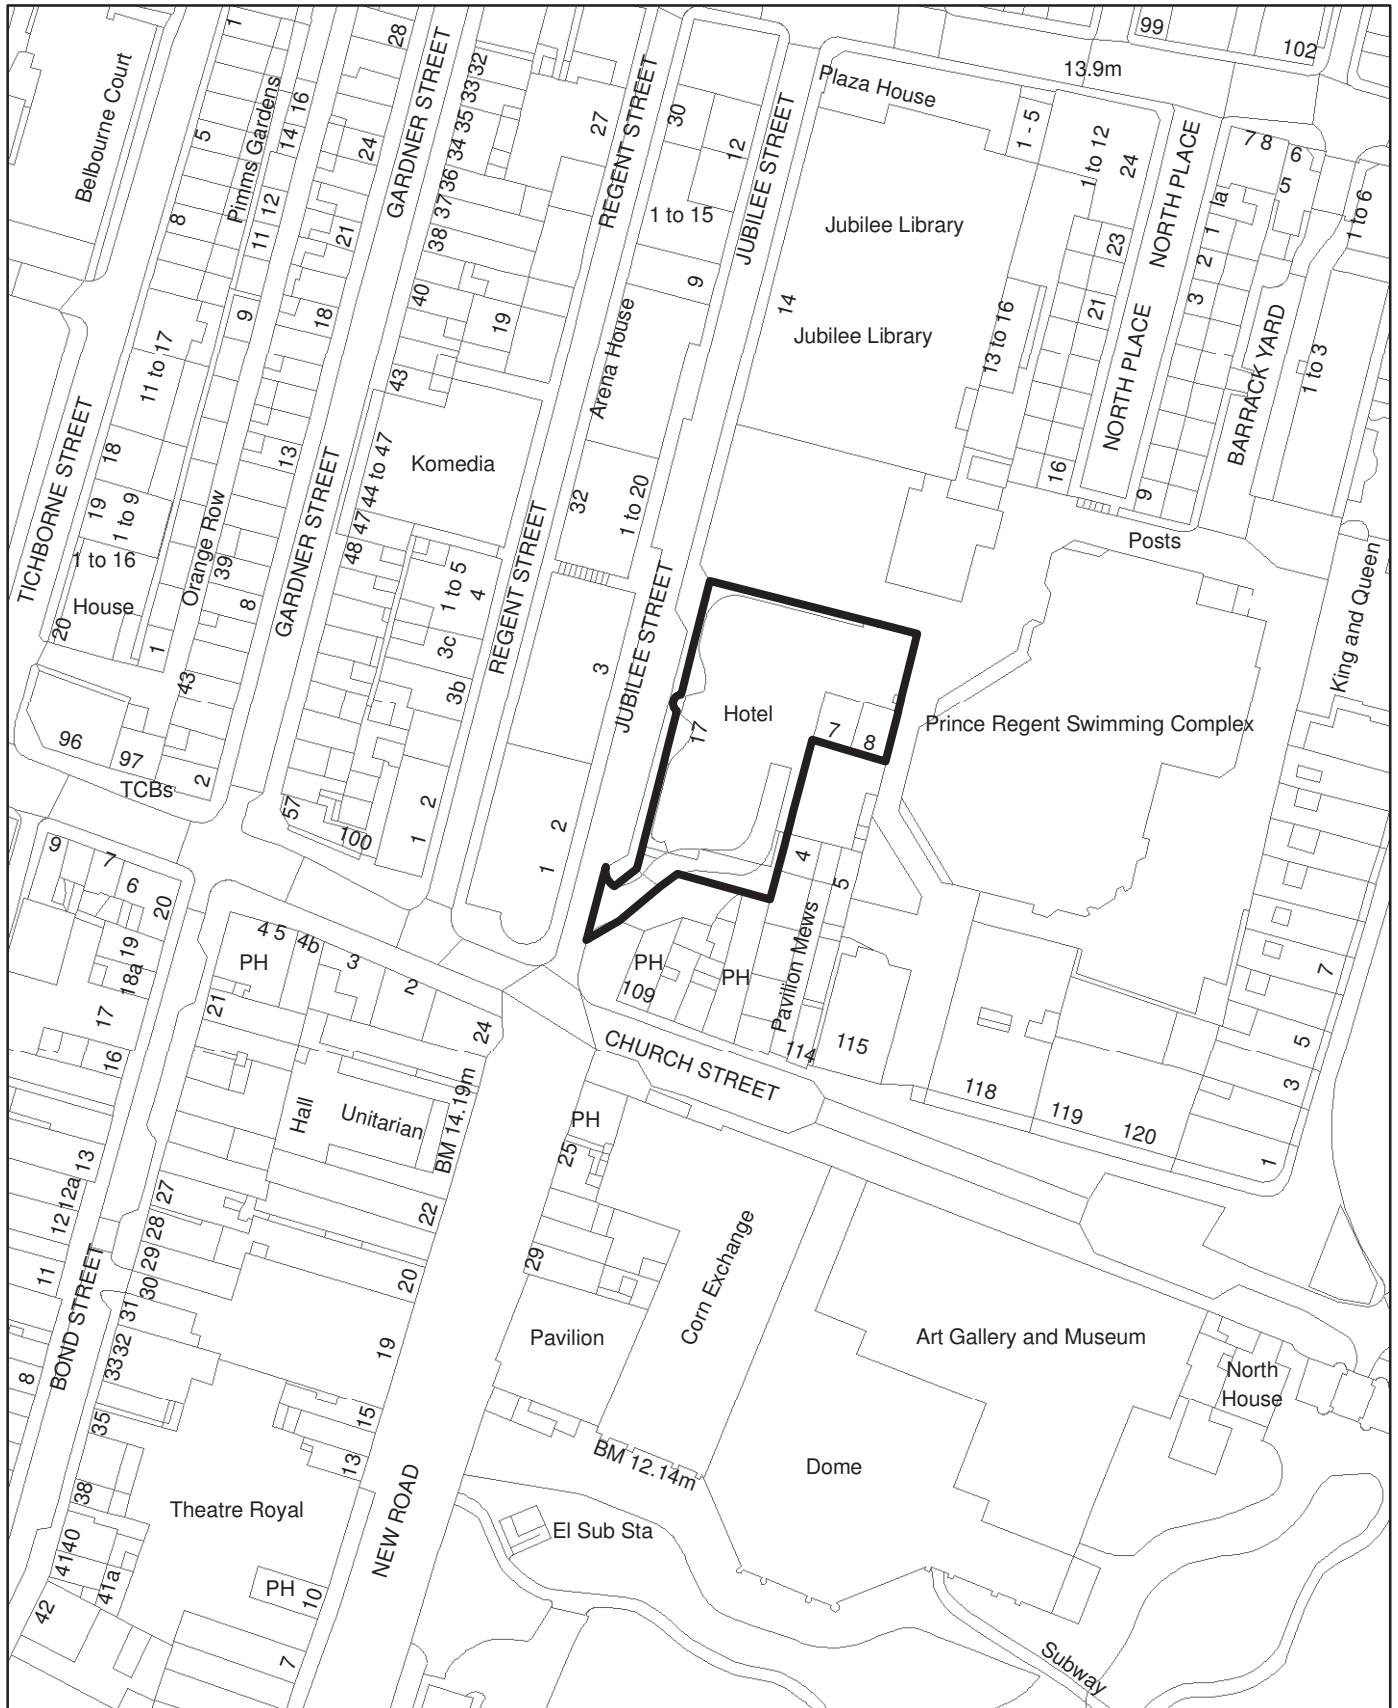 99
102
13.9m
Plaza House
1
28
Belbourne Court
5
Pimms Gardens
16
14
24
GARDNER STREET
32
33
35
34
36
37
38
27
REGENT STREET
30
12
JUBILEE STREET
1 - 5
1 to 12
24
NORTH PLACE
7 8
6
5
1a
1
2
3
1 to 6
8
12
11
21
1 to 15
9
Jubilee Library
14
Jubilee Library
23
21
13 to 16
NORTH PLACE
BARRACK YARD
1 to 3
9
18
40
19
Arena House
11 to 17
43
TICHBORNE STREET
18
19
1 to 9
13
44 to 47
Komedia
47
48
32
1 to 20
16
9
Posts
1 to 16
House
20
Orange Row
39
8
GARDNER STREET
1 to 5
4
3c
3b
REGENT STREET
JUBILEE STREET
3
King and Queen
1
43
2
96
97
TCBs
57
100
2
1
2
1
17
Hotel
7
8
Prince Regent Swimming Complex
4
5
Pavilion Mews
9
7
6
20
19
18a
17
16
4 5
4b
3
2
PH
21
24
PH
109
PH
114
115
CHURCH STREET
118
119
120
7
5
3
1
Hall
Unitarian
BM 14.19m
PH
25
13
12a
12
11
27
28
29
30
31
32
33
22
20
29
BOND STREET
8
35
38
40
41
41a
42
19
15
13
Pavilion
Corn Exchange
Art Gallery and Museum
North
House
BM 12.14m
Dome
Theatre Royal
NEW ROAD
El Sub Sta
PH
10
7
Subway